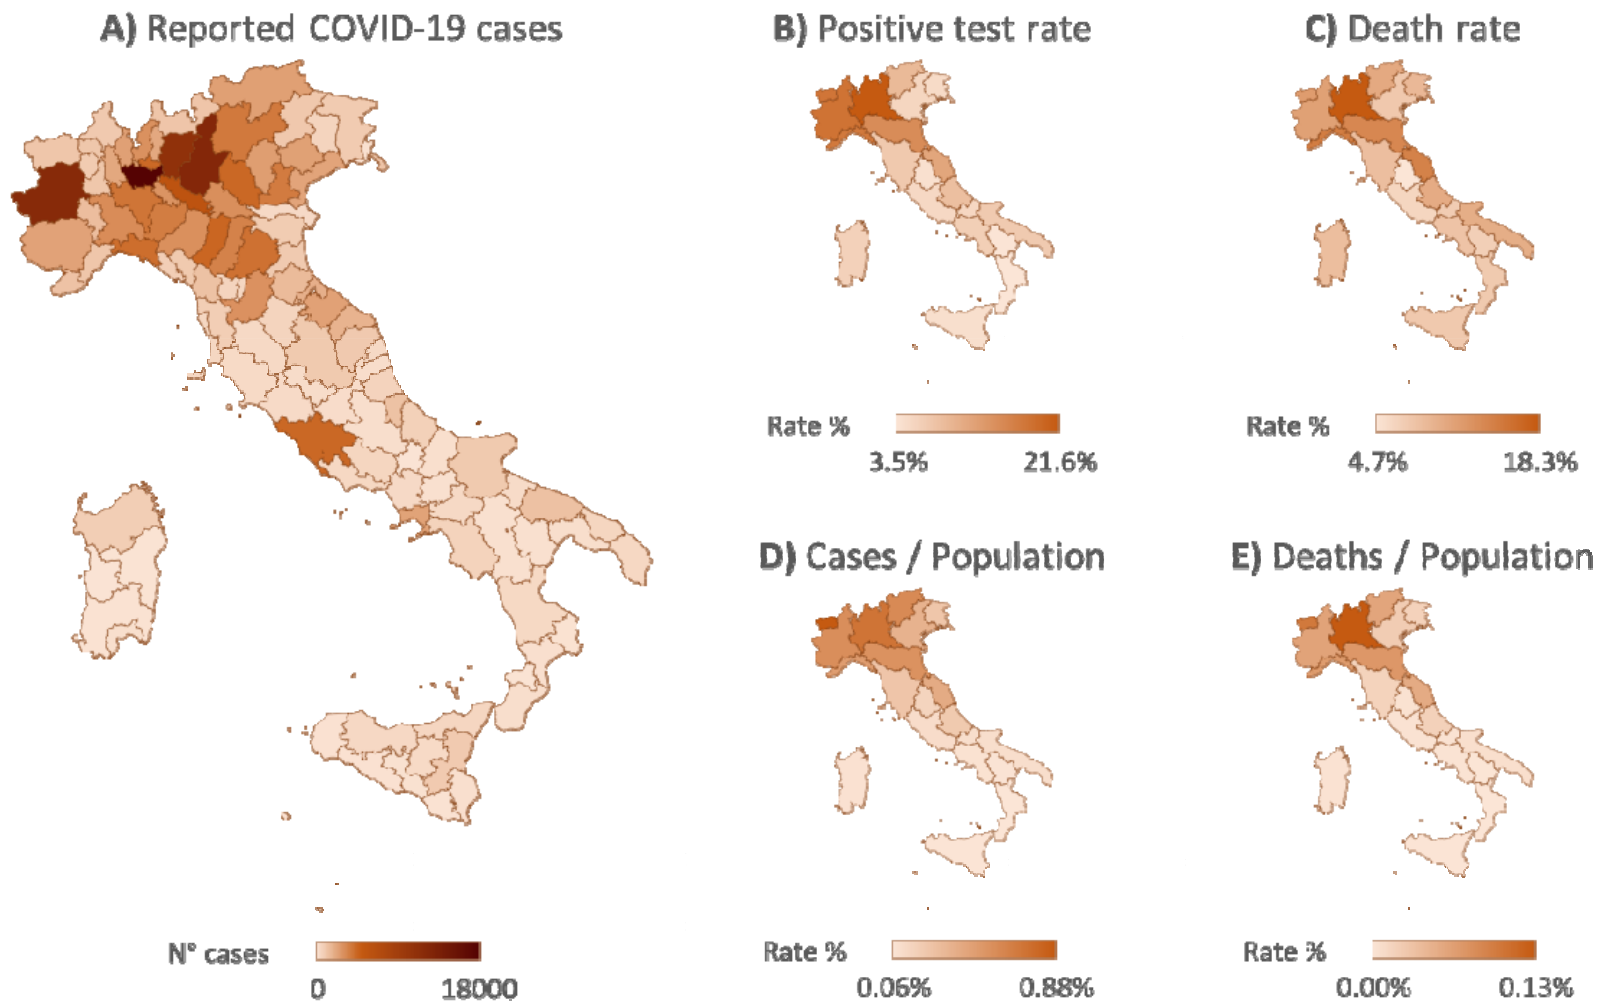 A) Reported COVID-19 cases
B) Positive test rate
C) Death rate
Rate %
3.5% 21.6%
Rate %
4.7% 18.3%
D) Cases / Population
E) Deaths / Population
N° cases
0 18000
Rate %
0.06% 0.88%
Rate %
0.00% 0.13%